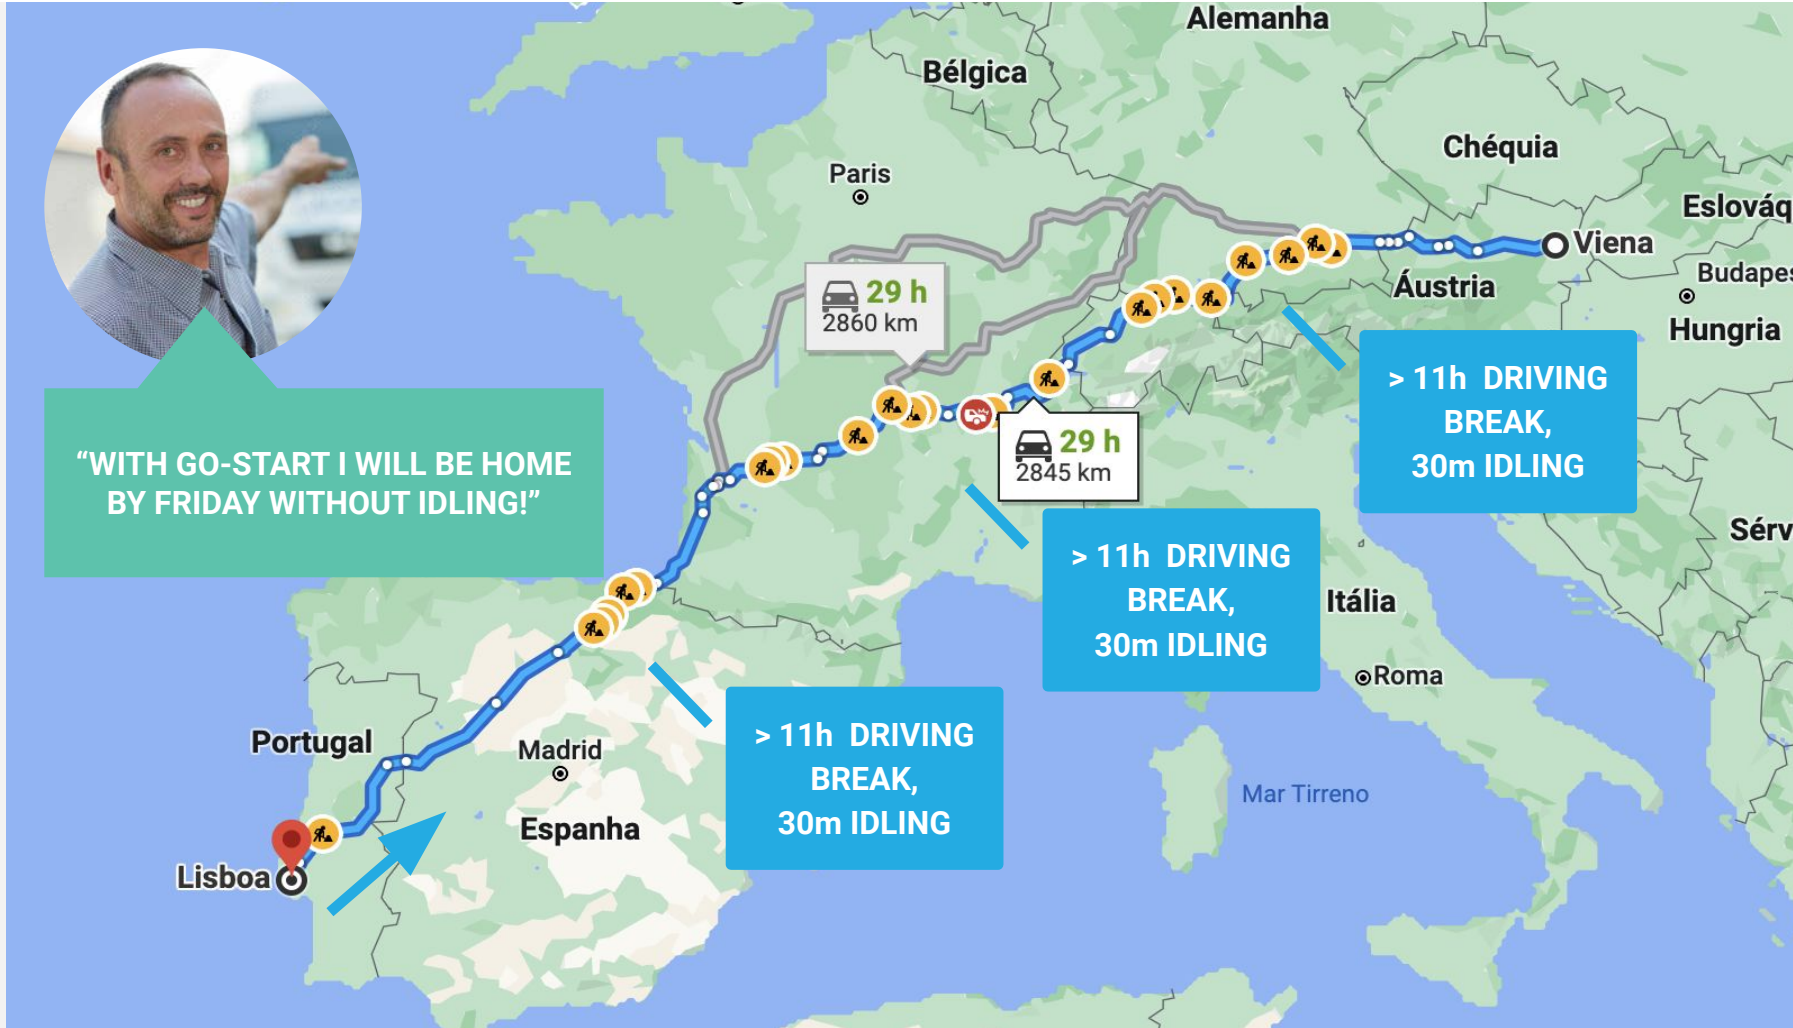 Alemanha
Bélgica
Chéquia
Paris
Eslováq
Viena
Budapes
Áustria
29 h
2860 km
Hungria
> 11h DRIVING
BREAK,
30m IDLING
29 h
2845 km
“WITH GO-START I WILL BE HOME
BY FRIDAY WITHOUT IDLING!”
Sérv
> 11h DRIVING
BREAK,
30m IDLING
Itália
Roma
> 11h DRIVING
BREAK,
30m IDLING
Portugal
Madrid
Mar Tirreno
Espanha
Lisboa